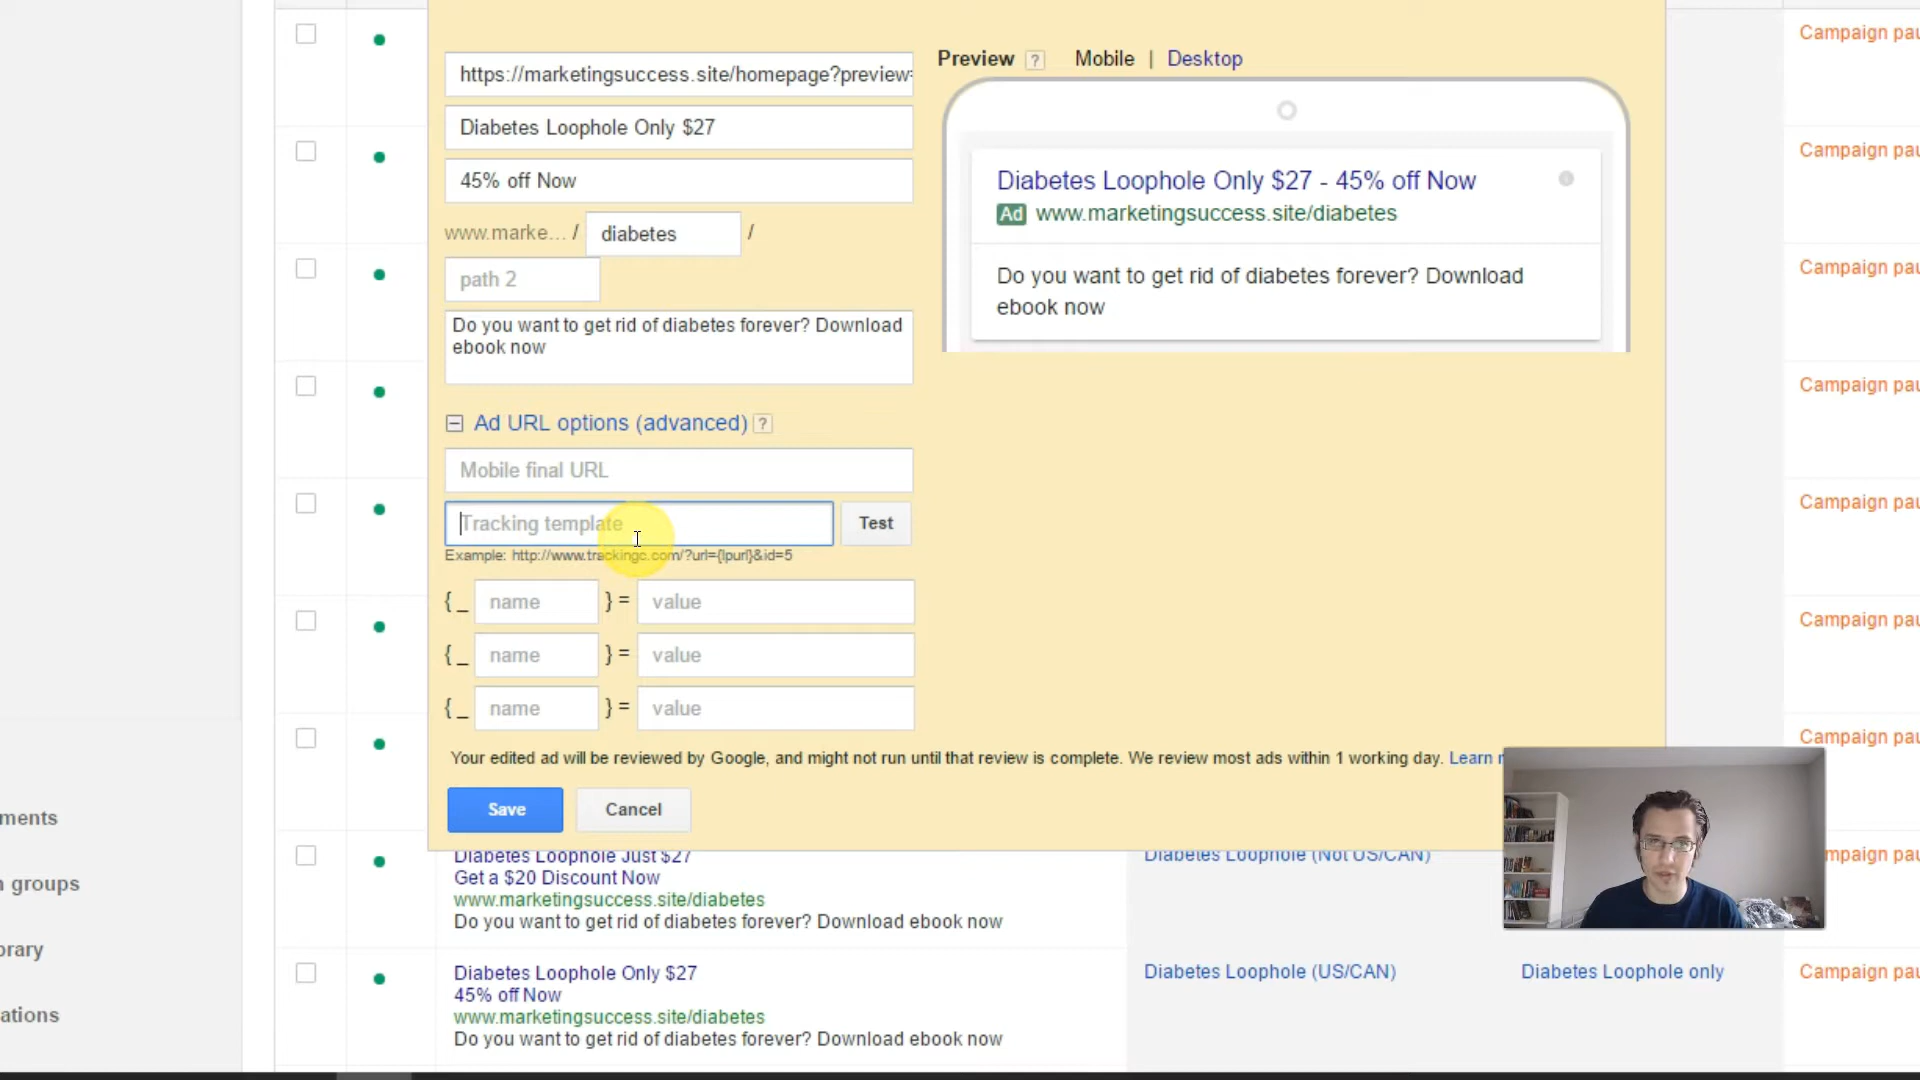 Campaign pau
https://marketingsuccess.site/homepage?preview=
Preview ? Mobile | Desktop
Diabetes Loophole Only $27
45% off Now
www.marke... / diabetes /
path 2
Do you want to get rid of diabetes forever? Download
ebook now
Diabetes Loophole Only $27 - 45% off Now
Ad www.marketingsuccess.site/diabetes
Do you want to get rid of diabetes forever? Download
ebook now
Campaign pau
Campaign pau
Campaign pau
Ad URL options (advanced) ?
Mobile final URL
Tracking template Test
Example: http://www.trackingc.com/?url={lpurl}&id=5
Campaign pau
{ _ name } = value
Campaign pau
{ _ name } = value
{ _ name } = value
Campaign pau
Your edited ad will be reviewed by Google, and might not run until that review is complete. We review most ads within 1 working day. Learn
Save Cancel
ments
n groups
brary
ations
Diabetes Loophole Just $27
Get a $20 Discount Now
www.marketingsuccess.site/diabetes
Do you want to get rid of diabetes forever? Download ebook now
Diabetes Loophole (Not US/CAN)
mpaign pau
Diabetes Loophole Only $27
45% off Now
www.marketingsuccess.site/diabetes
Do you want to get rid of diabetes forever? Download ebook now
Diabetes Loophole (US/CAN)
Diabetes Loophole only
Campaign pau